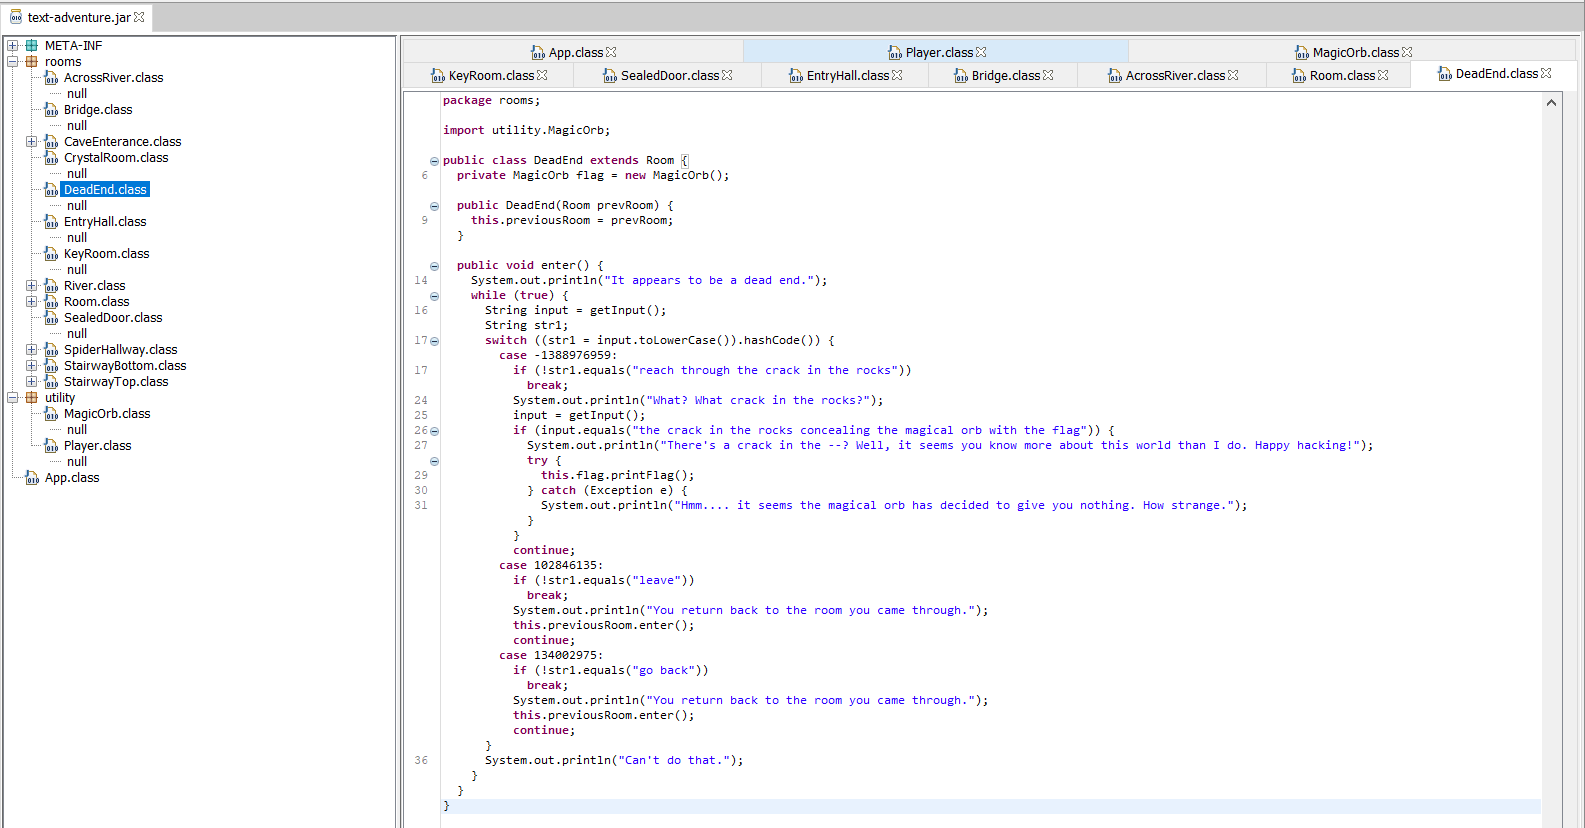 text-adventure.jar
META-INF
rooms
AcrossRiver.class
null
Bridge.class
null
CaveEnterance.class
CrystalRoom.class
null
DeadEnd.class
null
EntryHall.class
null
KeyRoom.class
null
River.class
Room.class
SealedDoor.class
null
SpiderHallway.class
StairwayBottom.class
StairwayTop.class
utility
MagicOrb.class
null
Player.class
null
App.class
App.class Player.class MagicOrb.class
KeyRoom.class SealedDoor.class EntryHall.class Bridge.class AcrossRiver.class Room.class DeadEnd.class
package rooms;
import utility.MagicOrb;
public class DeadEnd extends Room {
6 private MagicOrb flag = new MagicOrb();
public DeadEnd(Room prevRoom) {
9 this.previousRoom = prevRoom;
}
public void enter() {
14 System.out.println("It appears to be a dead end.");
while (true) {
16 String input = getInput();
String str1;
17 switch ((str1 = input.toLowerCase()).hashCode()) {
case -1388976959:
17 if (!str1.equals("reach through the crack in the rocks"))
break;
24 System.out.println("What? What crack in the rocks?");
25 input = getInput();
26 if (input.equals("the crack in the rocks concealing the magical orb with the flag")) {
27 System.out.println("There's a crack in the --? Well, it seems you know more about this world than I do. Happy hacking!");
try {
29 this.flag.printFlag();
30 } catch (Exception e) {
31 System.out.println("Hmm.... it seems the magical orb has decided to give you nothing. How strange.");
}
}
continue;
case 102846135:
if (!str1.equals("leave"))
break;
System.out.println("You return back to the room you came through.");
this.previousRoom.enter();
continue;
case 134002975:
if (!str1.equals("go back"))
break;
System.out.println("You return back to the room you came through.");
this.previousRoom.enter();
continue;
}
36 System.out.println("Can't do that.");
}
}
}